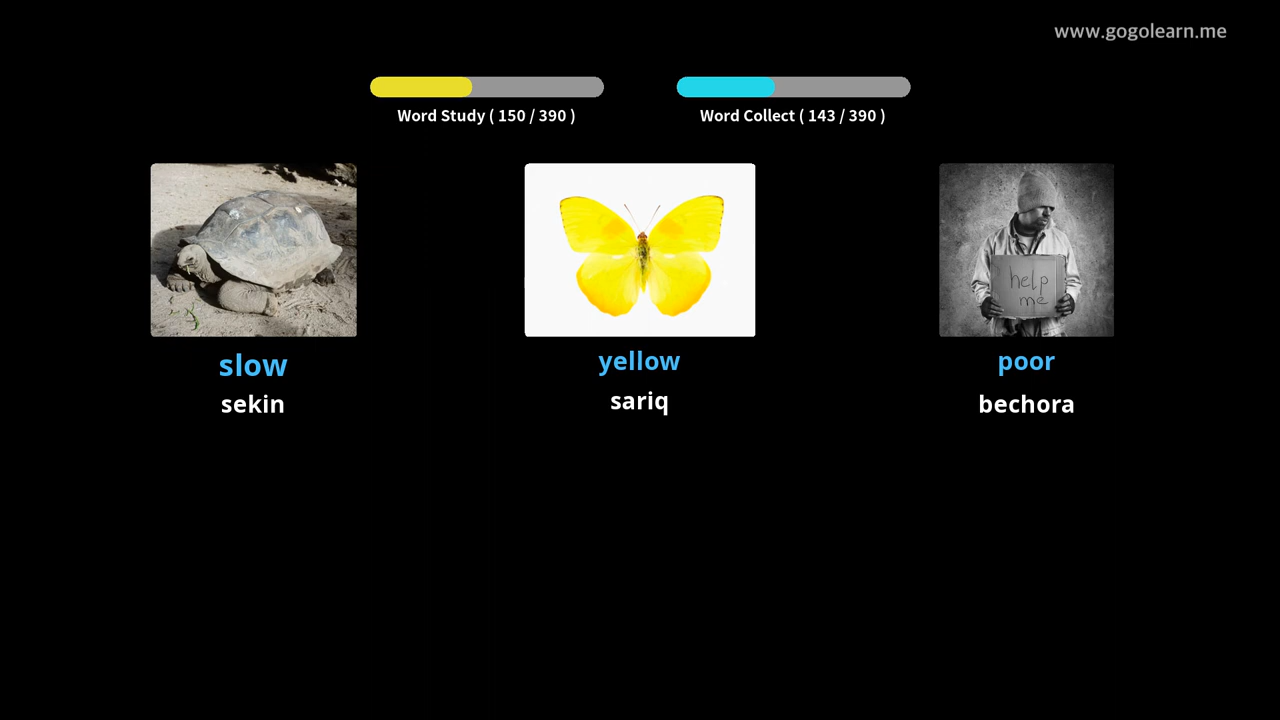 www.gogolearn.me
Word Study ( 150 / 390 )
Word Collect ( 143 / 390 )
help
me
slow
yellow
poor
sekin
sariq
bechora